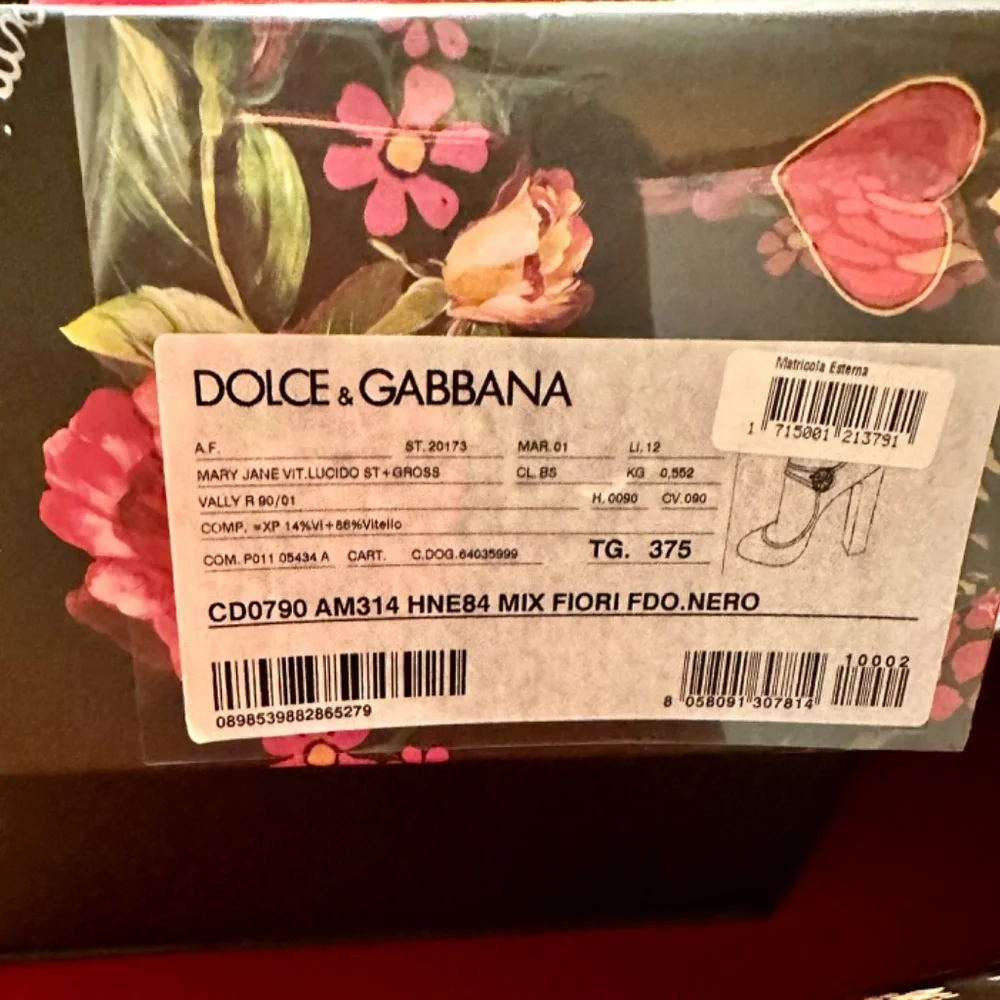 DOLCE & GABBANA
Matricola Esterna
1 715001 213791
A.F. ST. 20173 MAR. 01 LI. 12
MARY JANE VIT.LUCIDO ST+GROSS CL. BS KG 0,552
VALLY R 90/01 H. 0090 CV. 090
COMP. =XP 14%VI+86%Vitello
COM. P011 05434 A CART. C.DOG.64035999 TG. 375
CD0790 AM314 HNE84 MIX FIORI FDO.NERO
0898539882865279
10002
8 058091 307814